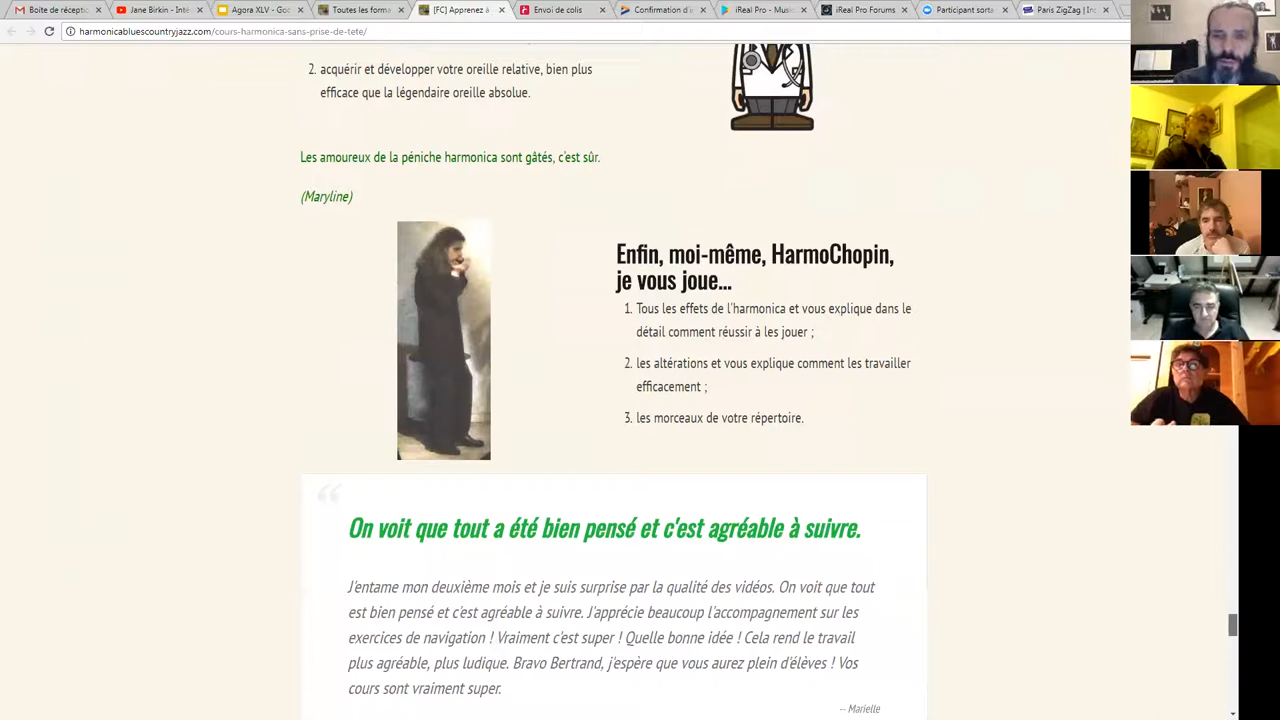 Boîte de récepti
Jane Birkin - Inté
Agora XLV - Goo
Toutes les forma
[FC] Apprenez à
Envoi de colis
Confirmation d'in
iReal Pro - Music
iReal Pro Forums
Participant sorta
Paris ZigZag | In
harmonicabluescountryjazz.com/cours-harmonica-sans-prise-de-tete/
2. acquérir et développer votre oreille relative, bien plus
efficace que la légendaire oreille absolue.
Les amoureux de la péniche harmonica sont gâtés, c'est sûr.
(Maryline)
Enfin, moi-même, HarmoChopin,
je vous joue...
1. Tous les effets de l'harmonica et vous explique dans le
détail comment réussir à les jouer ;
2. les altérations et vous explique comment les travailler
efficacement ;
3. les morceaux de votre répertoire.
“
On voit que tout a été bien pensé et c'est agréable à suivre.
J'entame mon deuxième mois et je suis surprise par la qualité des vidéos. On voit que tout
est bien pensé et c'est agréable à suivre. J'apprécie beaucoup l'accompagnement sur les
exercices de navigation ! Vraiment c'est super ! Quelle bonne idée ! Cela rend le travail
plus agréable, plus ludique. Bravo Bertrand, j'espère que vous aurez plein d'élèves ! Vos
cours sont vraiment super.
-- Marielle